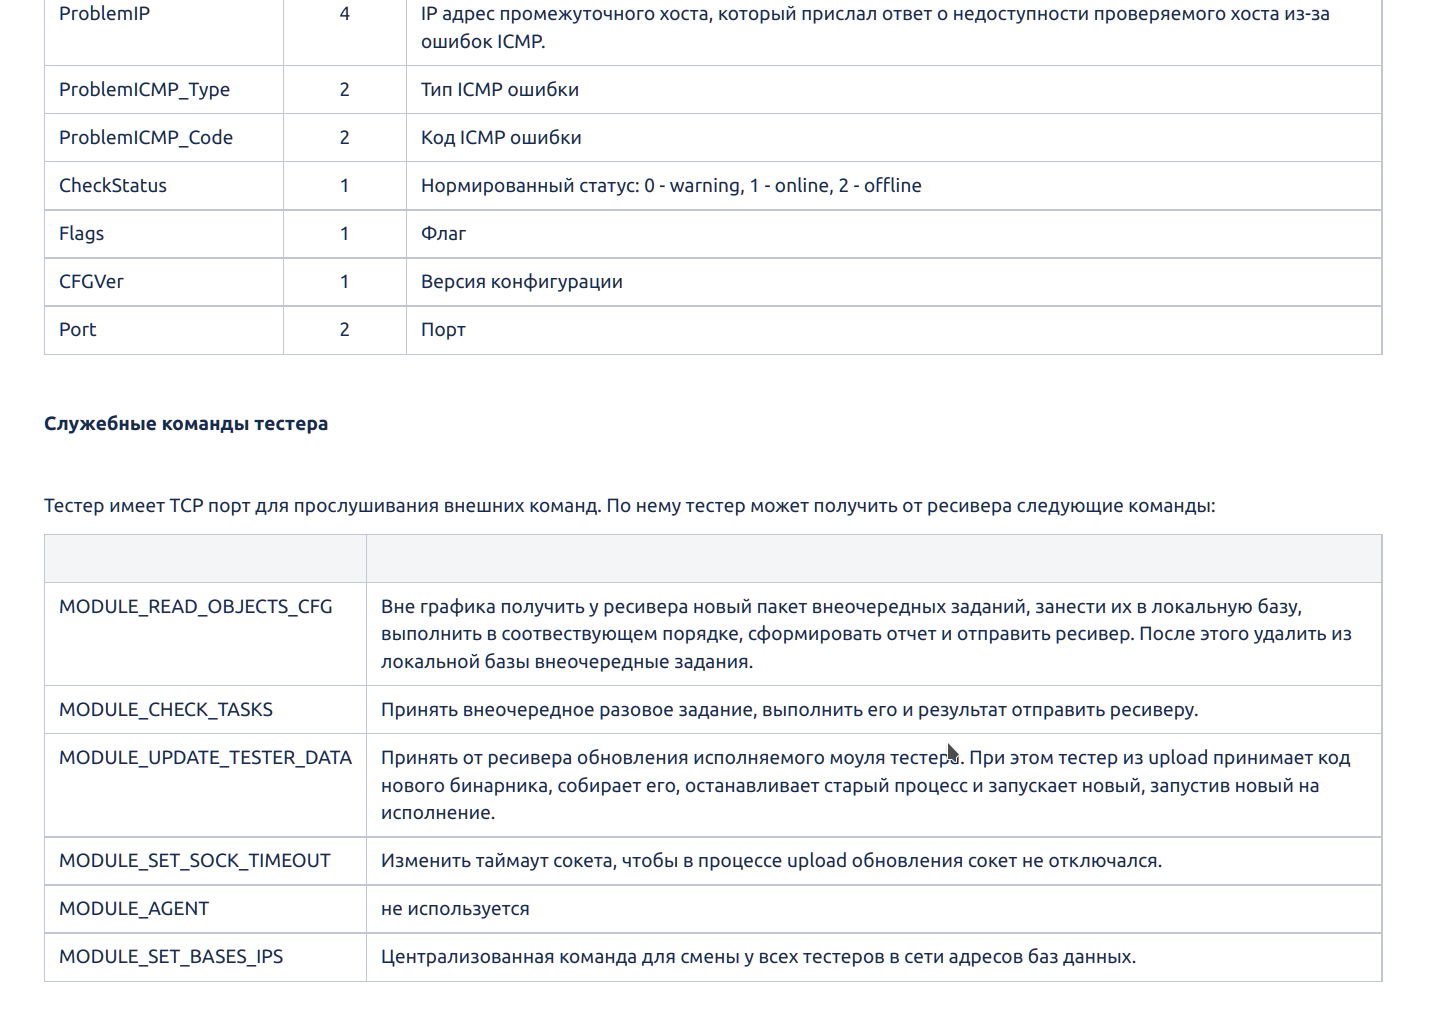 ProblemIP 4 IP адрес промежуточного хоста, который прислал ответ о недоступности проверяемого хоста из-за
ошибок ICMP.
ProblemICMP_Type 2 Тип ICMP ошибки
ProblemICMP_Code 2 Код ICMP ошибки
CheckStatus 1 Нормированный статус: 0 - warning, 1 - online, 2 - offline
Flags 1 Флаг
CFGVer 1 Версия конфигурации
Port 2 Порт
Служебные команды тестера
Тестер имеет TCP порт для прослушивания внешних команд. По нему тестер может получить от ресивера следующие команды:
MODULE_READ_OBJECTS_CFG Вне графика получить у ресивера новый пакет внеочередных заданий, занести их в локальную базу,
выполнить в соотвествующем порядке, сформировать отчет и отправить ресивер. После этого удалить из
локальной базы внеочередные задания.
MODULE_CHECK_TASKS Принять внеочередное разовое задание, выполнить его и результат отправить ресиверу.
MODULE_UPDATE_TESTER_DATA Принять от ресивера обновления исполняемого моуля тестера. При этом тестер из upload принимает код
нового бинарника, собирает его, останавливает старый процесс и запускает новый, запустив новый на
исполнение.
MODULE_SET_SOCK_TIMEOUT Изменить таймаут сокета, чтобы в процессе upload обновления сокет не отключался.
MODULE_AGENT не используется
MODULE_SET_BASES_IPS Централизованная команда для смены у всех тестеров в сети адресов баз данных.